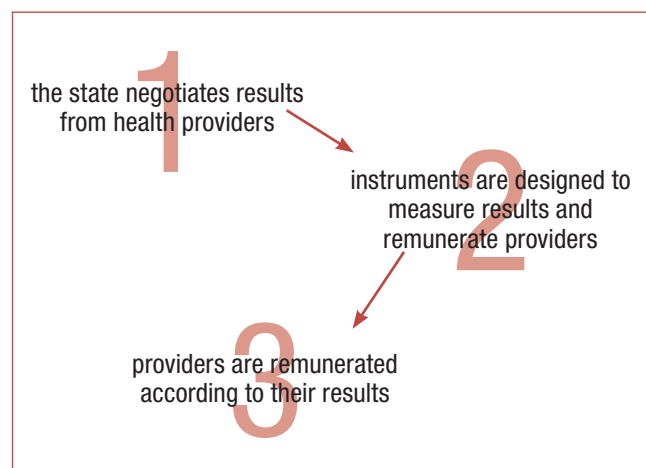 1
the state negotiates results
from health providers
2
instruments are designed to
measure results and
remunerate providers
3
providers are remunerated
according to their results